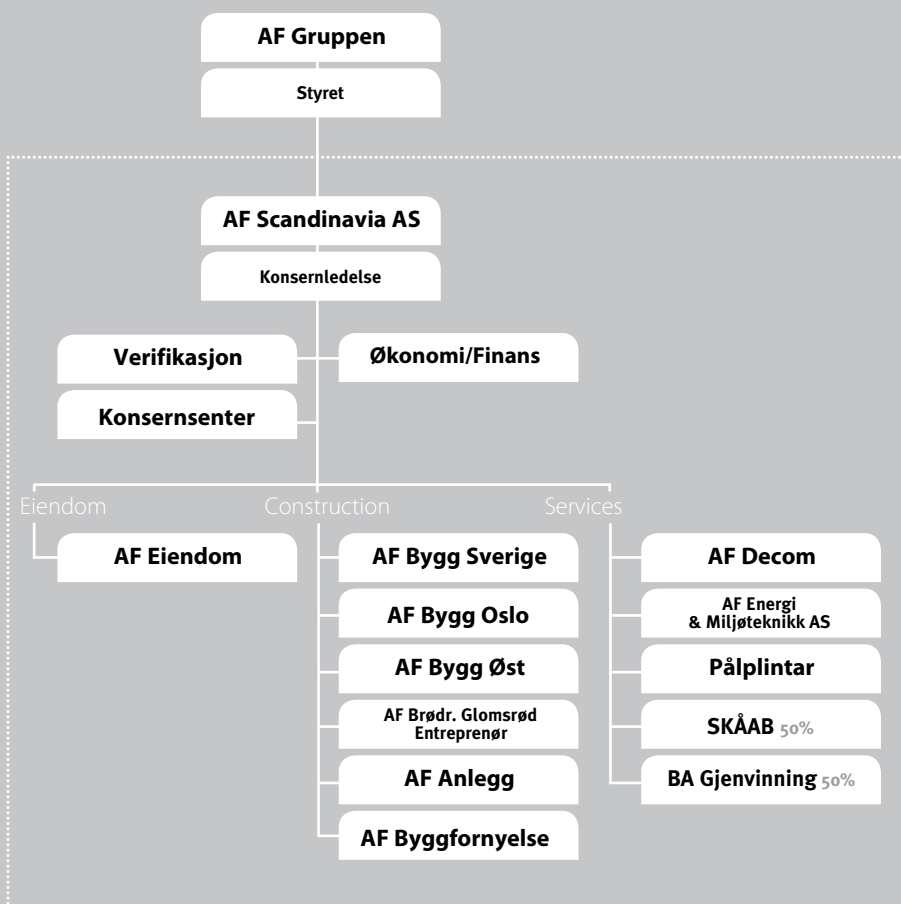 AF Gruppen
Styret
AF Scandinavia AS
Konsernledelse
Verifikasjon
Økonomi/Finans
Konsernsenter
Eiendom
Construction
Services
AF Eiendom
AF Bygg Sverige
AF Bygg Oslo
AF Bygg Øst
AF Brødr. Glomsrød
Entreprenør
AF Anlegg
AF Byggfornyelse
AF Decom
AF Energi
& Miljøteknikk AS
Pålplintar
SKÅAB 50%
BA Gjenvinning 50%